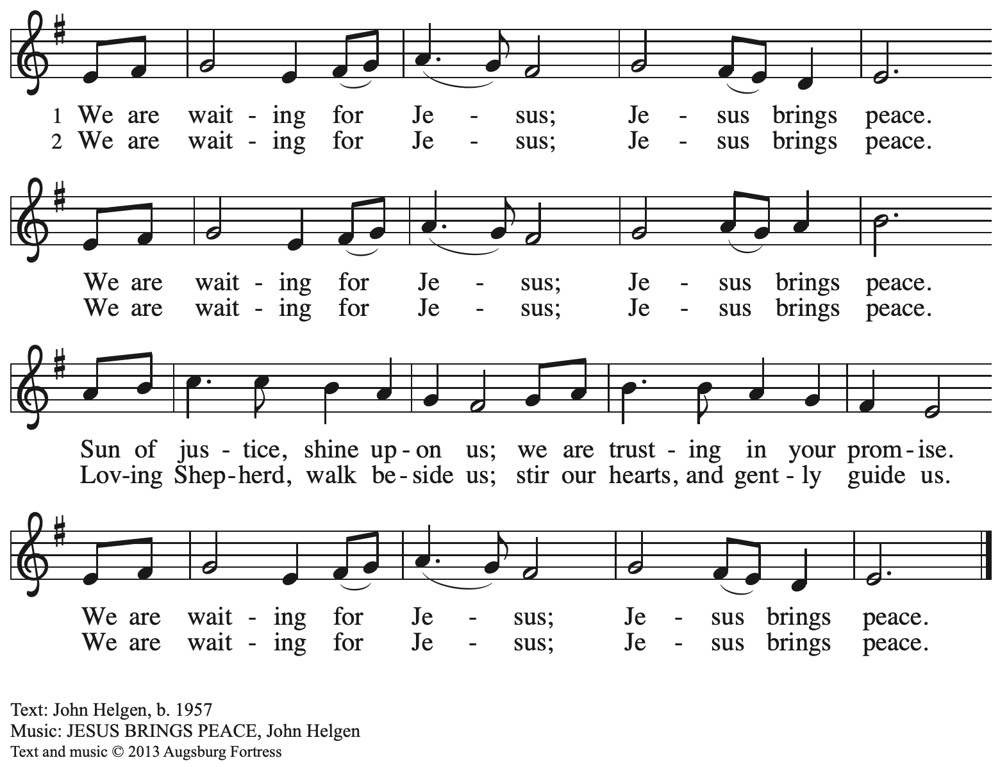 1 We are wait - ing for Je - sus; Je - sus brings peace.
2 We are wait - ing for Je - sus; Je - sus brings peace.
We are wait - ing for Je - sus; Je - sus brings peace.
We are wait - ing for Je - sus; Je - sus brings peace.
Sun of jus - tice, shine up - on us; we are trust - ing in your prom - ise.
Lov - ing Shep - herd, walk be - side us; stir our hearts, and gent - ly guide us.
We are wait - ing for Je - sus; Je - sus brings peace.
We are wait - ing for Je - sus; Je - sus brings peace.
Text: John Helgen, b. 1957
Music: JESUS BRINGS PEACE, John Helgen
Text and music © 2013 Augsburg Fortress